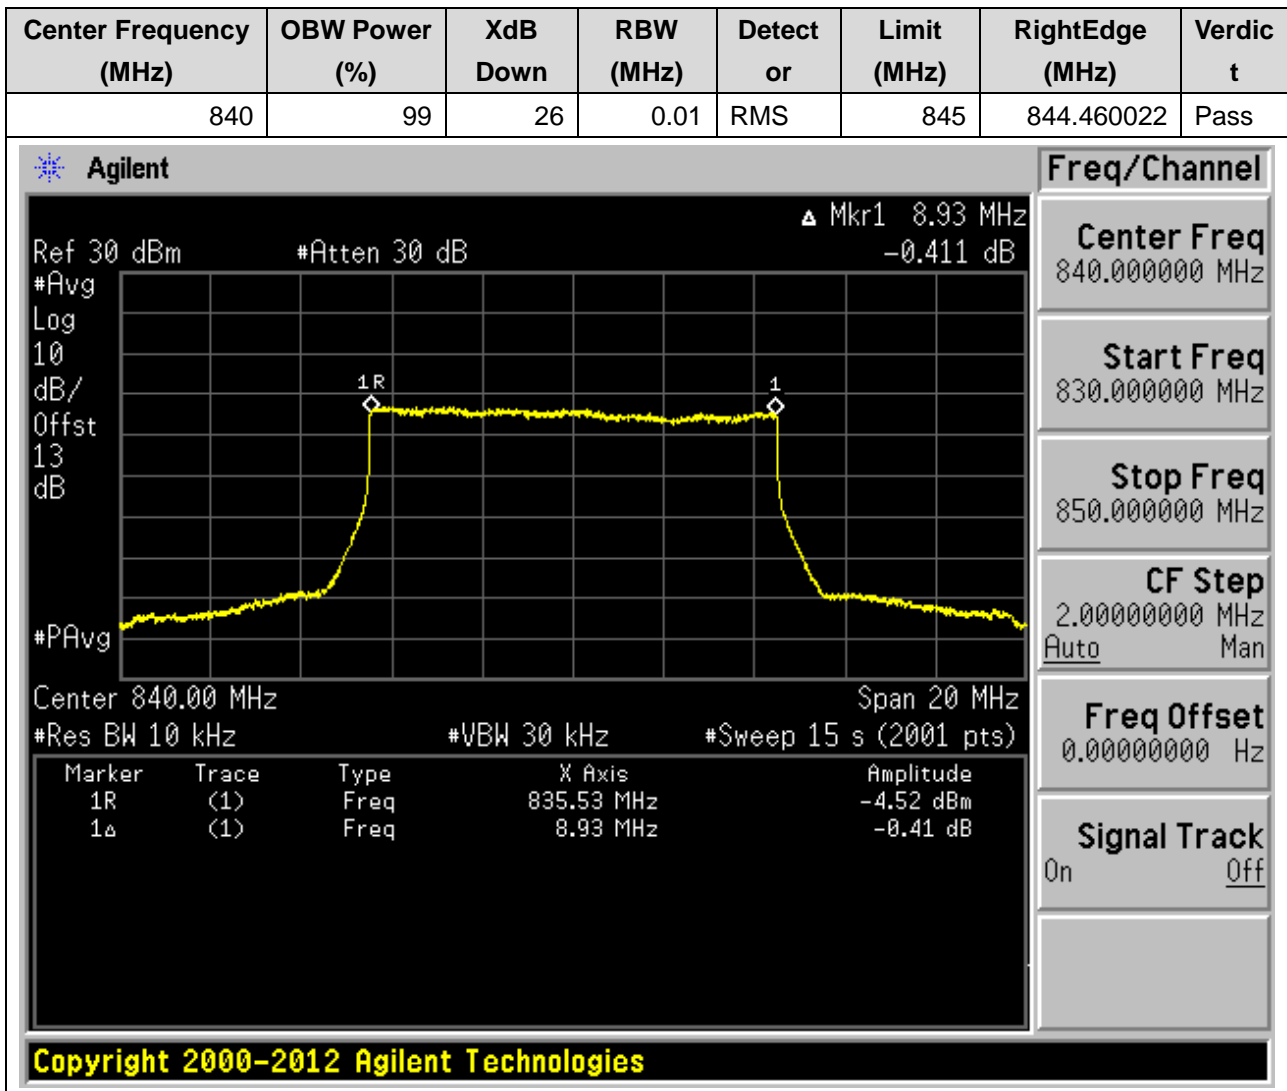 Center Frequency (MHz) OBW Power (%) XdB Down RBW (MHz) Detect or Limit (MHz) RightEdge (MHz) Verdic t
840 99 26 0.01 RMS 845 844.460022 Pass
Agilent
Freq/Channel
Δ Mkr1 8.93 MHz
Ref 30 dBm #Atten 30 dB -0.411 dB
#Avg
Log
10
dB/
Offst
13
dB
1R
1
#PAvg
Center 840.00 MHz Span 20 MHz
#Res BW 10 kHz #VBW 30 kHz #Sweep 15 s (2001 pts)
Marker Trace Type X Axis Amplitude
1R (1) Freq 835.53 MHz -4.52 dBm
1Δ (1) Freq 8.93 MHz -0.41 dB
Center Freq
840.000000 MHz
Start Freq
830.000000 MHz
Stop Freq
850.000000 MHz
CF Step
2.00000000 MHz
Auto Man
Freq Offset
0.00000000 Hz
Signal Track
On Off
Copyright 2000-2012 Agilent Technologies